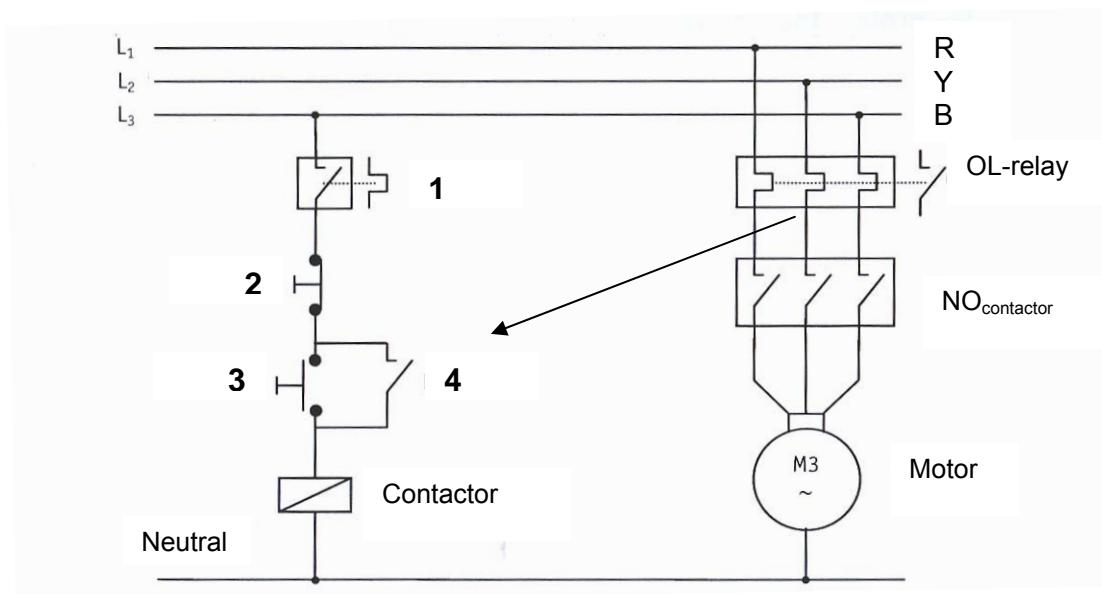 L₁ R
L₂ Y
L₃ B
1
OL-relay
2
NOcontactor
3
4
M3
~
Motor
Contactor
Neutral